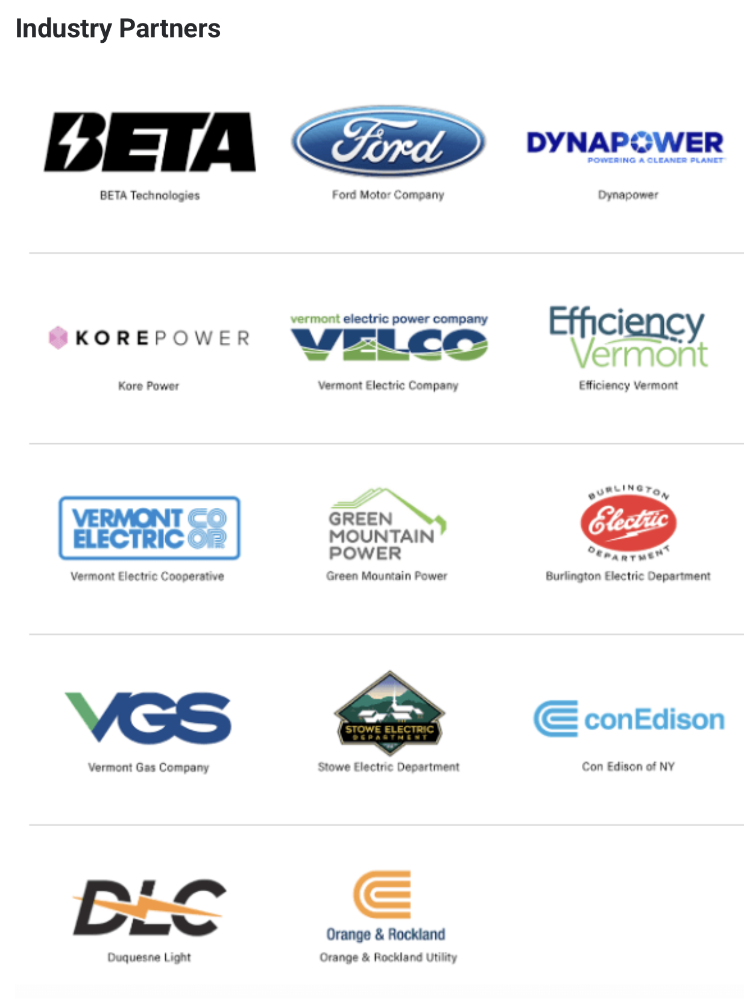 Industry Partners
BETA
Ford
DYNAPOWER
POWERING A CLEANER PLANET
BETA Technologies
Ford Motor Company
Dynapower
KOREPOWER
vermont electric power company
VELCO
Efficiency
Vermont
Kore Power
Vermont Electric Company
Efficiency Vermont
VERMONT CO
ELECTRIC OP
GREEN
MOUNTAIN
POWER
BURLINGTON
Electric
DEPARTMENT
Vermont Electric Cooperative
Green Mountain Power
Burlington Electric Department
VGS
STOWE ELECTRIC
DEPARTMENT
conEdison
Vermont Gas Company
Stowe Electric Department
Con Edison of NY
DLC
Orange & Rockland
Duquesne Light
Orange & Rockland Utility